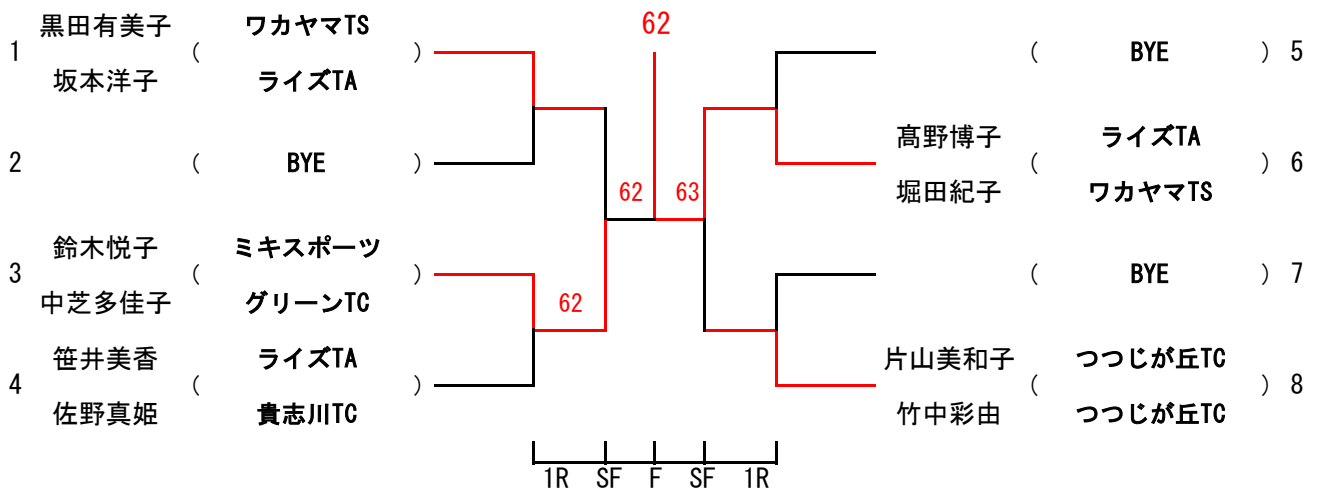 黒田有美子 ワカヤマTS
1 ( )
坂本洋子 ライズTA
2 ( BYE )
鈴木悦子 ミキスポーツ
3 ( )
中芝多佳子 グリーンTC
笹井美香 ライズTA
4 ( )
佐野真姫 貴志川TC
62
62 63
62
( BYE ) 5
髙野博子 ライズTA
( ) 6
堀田紀子 ワカヤマTS
( BYE ) 7
片山美和子 つつじが丘TC
( ) 8
竹中彩由 つつじが丘TC
1R SF F SF 1R